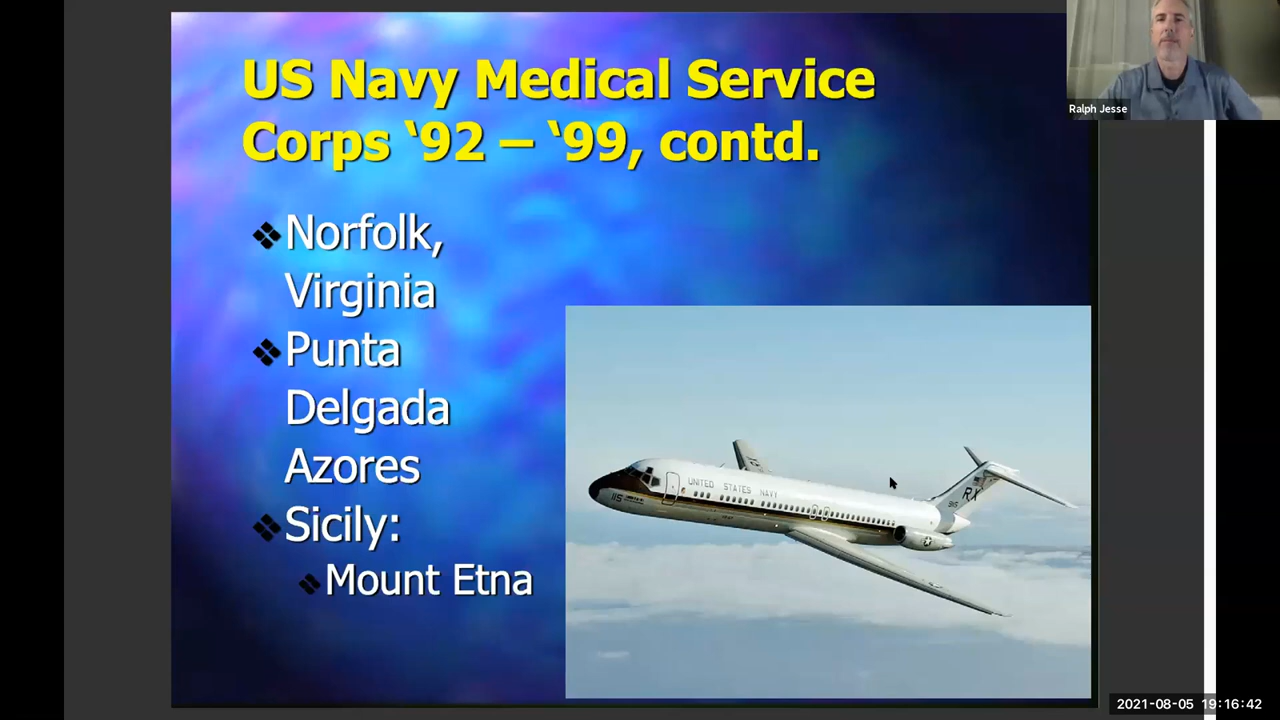 US Navy Medical Service
Corps ‘92 – ‘99, contd.
Ralph Jesse
Norfolk,
Virginia
Punta
Delgada
Azores
Sicily:
Mount Etna
UNITED STATES NAVY
115
RX
2021-08-05 19:16:42